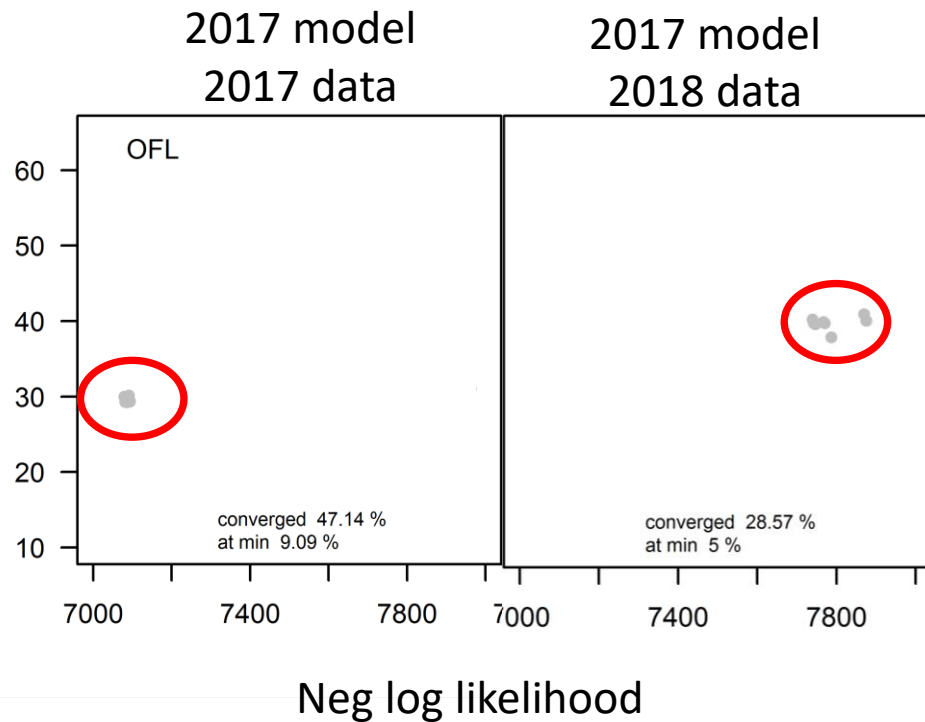 2017 model
2017 data
2017 model
2018 data
OFL
60
50
40
30
20
10
converged 47.14 %
at min 9.09 %
converged 28.57 %
at min 5 %
7000 7400 7800 7000 7400 7800
Neg log likelihood